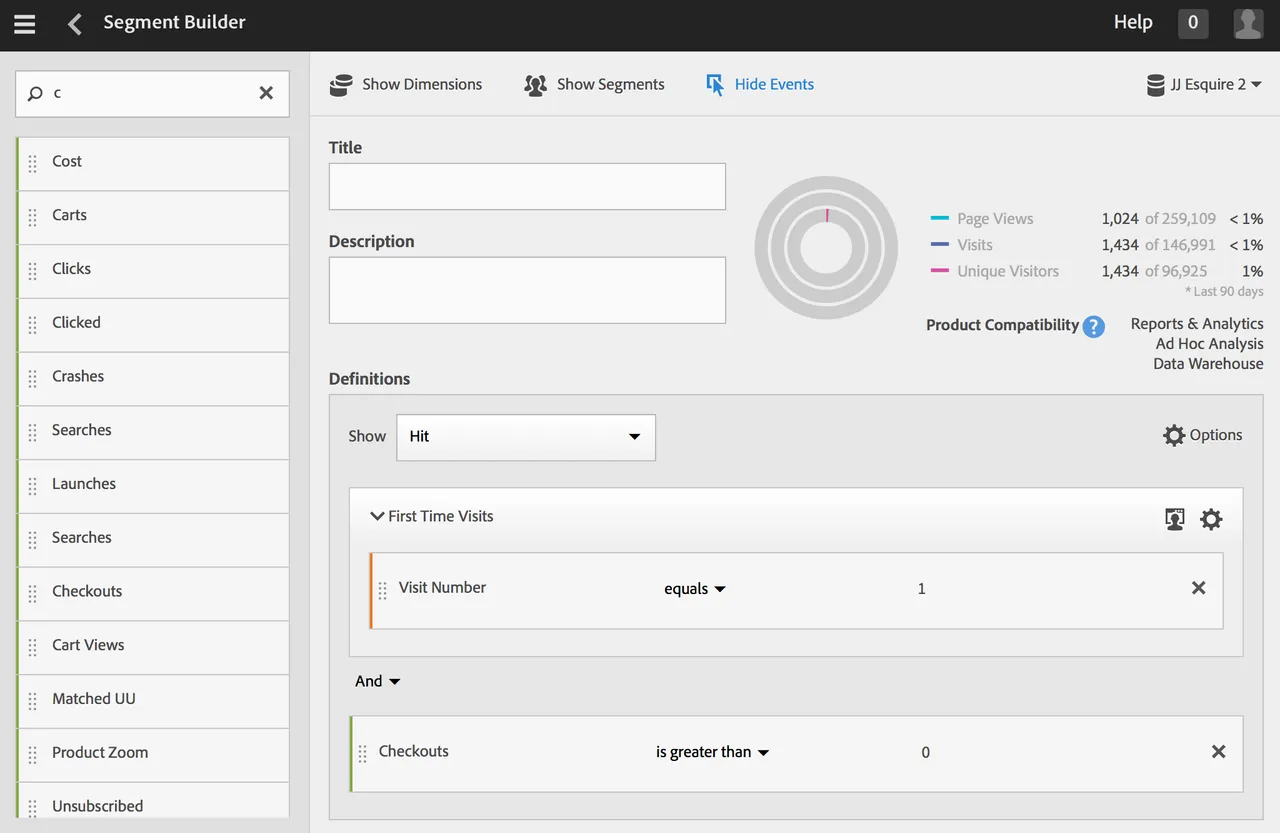 Segment Builder
Help
0
c
Cost
Carts
Clicks
Clicked
Crashes
Searches
Launches
Searches
Checkouts
Cart Views
Matched UU
Product Zoom
Unsubscribed
Show Dimensions
Show Segments
Hide Events
JJ Esquire 2
Title
Description
Page Views 1,024 of 259,109 < 1%
Visits 1,434 of 146,991 < 1%
Unique Visitors 1,434 of 96,925 1%
* Last 90 days
Product Compatibility ? Reports & Analytics
Ad Hoc Analysis
Data Warehouse
Definitions
Show Hit Options
First Time Visits
Visit Number equals 1
And
Checkouts is greater than 0